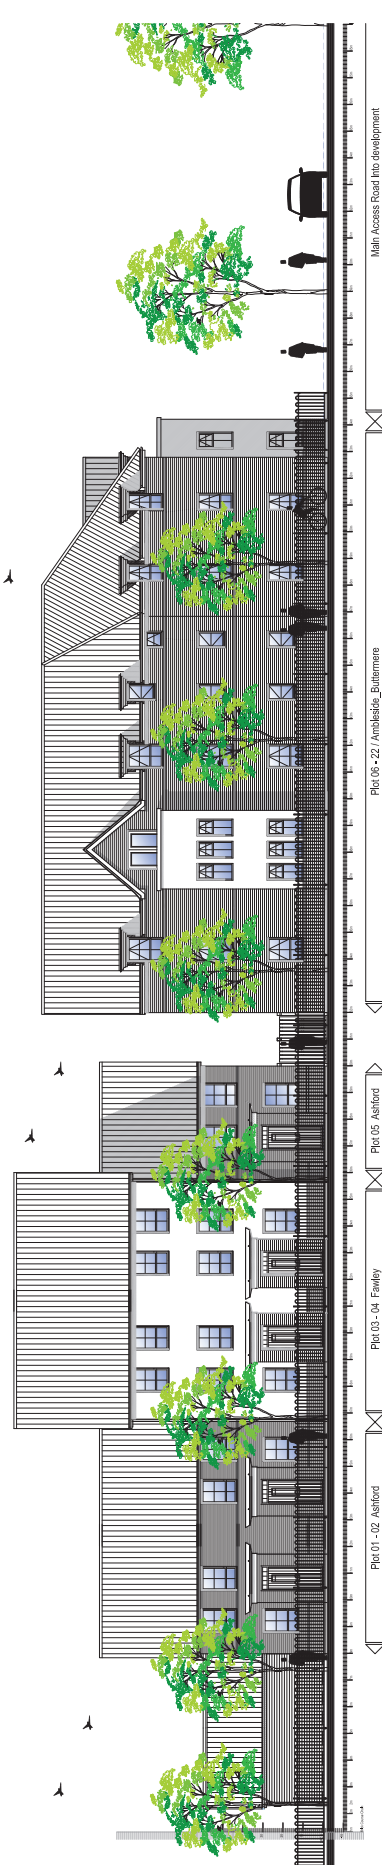 Plot 01 - 02 Ashford
Plot 03 - 04 Fawley
Plot 05 Ashford
Plot 06 - 22 / Ambleside_Buttermere
Main Access Road into development